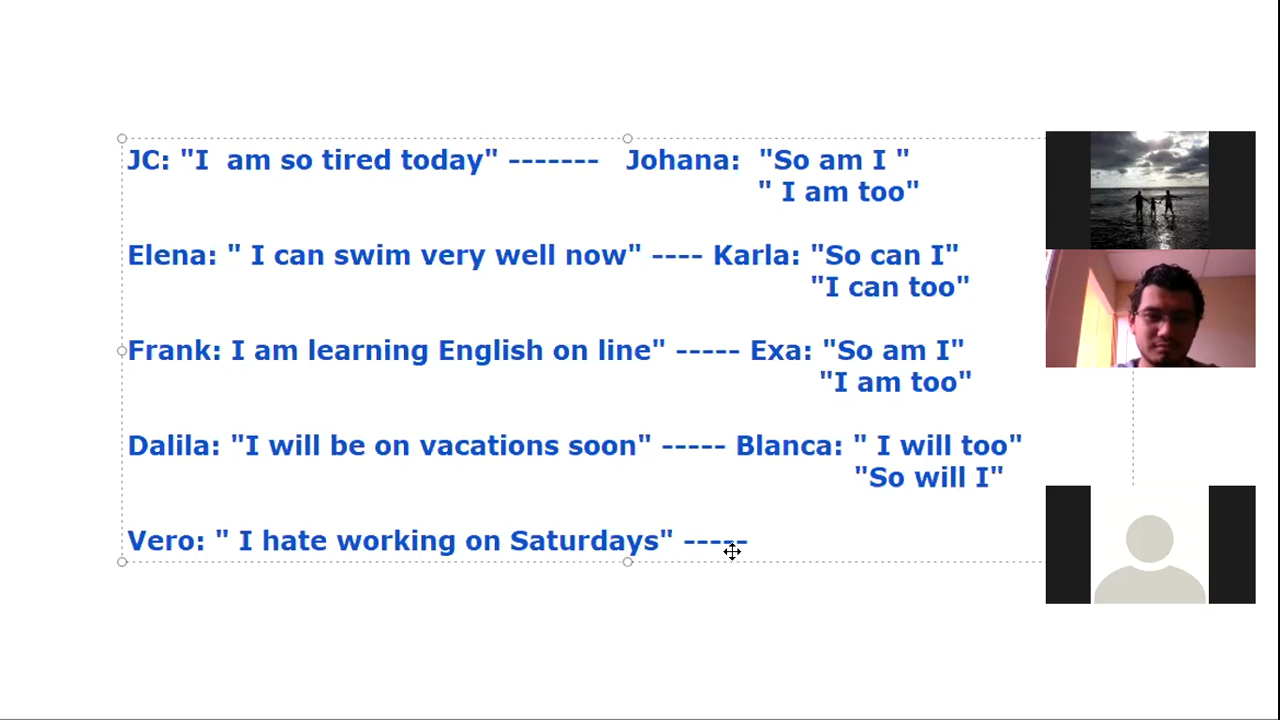 JC: "I  am so tired today" -------   Johana:  "So am I "
" I am too"
Elena: " I can swim very well now" ---- Karla: "So can I"
"I can too"
Frank: I am learning English on line" ----- Exa: "So am I"
"I am too"
Dalila: "I will be on vacations soon" ----- Blanca: " I will too"
"So will I"
Vero: " I hate working on Saturdays" -----